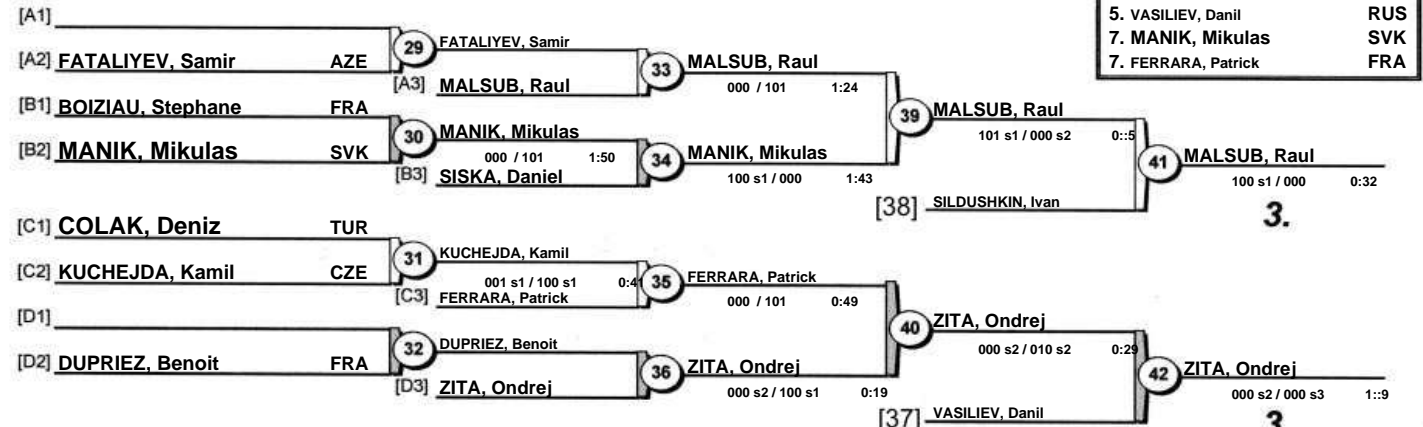 5. VASILIEV, Danil RUS
7. MANIK, Mikulas SVK
7. FERRARA, Patrick FRA
[A1]
[A2] FATALIYEV, Samir AZE
29
FATALIYEV, Samir
[A3] MALSUB, Raul
33
MALSUB, Raul
000 / 101 1:24
[B1] BOIZIAU, Stephane FRA
[B2] MANIK, Mikulas SVK
30
MANIK, Mikulas
000 / 101 1:50
[B3] SISKA, Daniel
34
MANIK, Mikulas
100 s1 / 000 1:43
39
MALSUB, Raul
101 s1 / 000 s2 0::5
[38] SILDUSHKIN, Ivan
41
MALSUB, Raul
100 s1 / 000 0:32
3.
[C1] COLAK, Deniz TUR
[C2] KUCHEJDA, Kamil CZE
31
KUCHEJDA, Kamil
001 s1 / 100 s1 0:41
[C3] FERRARA, Patrick
35
FERRARA, Patrick
000 / 101 0:49
[D1]
[D2] DUPRIEZ, Benoit FRA
32
DUPRIEZ, Benoit
[D3] ZITA, Ondrej
36
ZITA, Ondrej
000 s2 / 100 s1 0:19
40
ZITA, Ondrej
000 s2 / 010 s2 0:29
[37] VASILIEV, Danil
42
ZITA, Ondrej
000 s2 / 000 s3 1::9
3